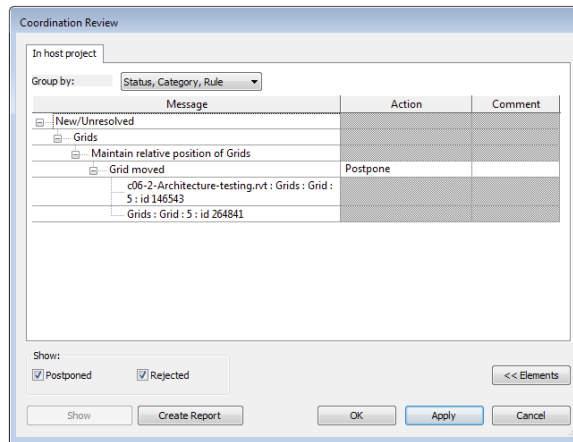 Coordination Review
In host project
Group by: Status, Category, Rule
Message Action Comment
New/Unresolved
Grids
Maintain relative position of Grids
Grid moved Postpone
c06-2-Architecture-testing.rvt : Grids : Grid :
5 : id 146543
Grids : Grid : 5 : id 264841
Show:
Postponed Rejected
<< Elements
Show Create Report OK Apply Cancel